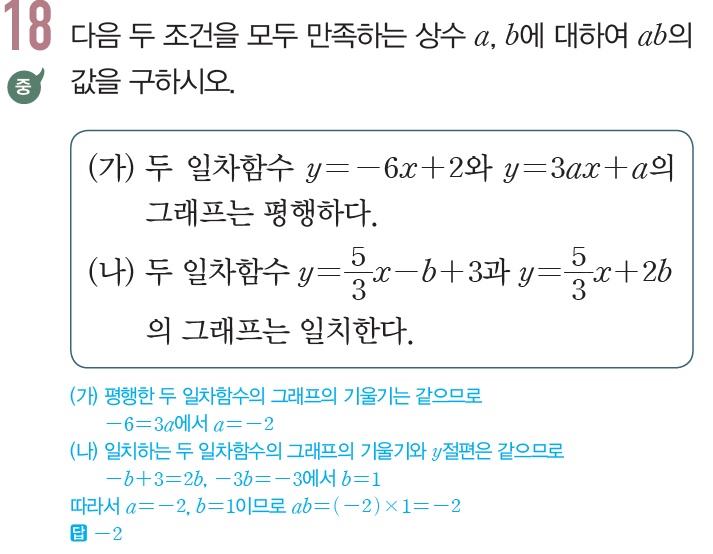 18 다음 두 조건을 모두 만족하는 상수 a, b에 대하여 ab의
중 값을 구하시오.
(가) 두 일차함수 y=-6x+2와 y=3ax+a의
그래프는 평행하다.
(나) 두 일차함수 y=5/3x-b+3과 y=5/3x+2b
의 그래프는 일치한다.
(가) 평행한 두 일차함수의 그래프의 기울기는 같으므로
-6=3a에서 a=-2
(나) 일치하는 두 일차함수의 그래프의 기울기와 y절편은 같으므로
-b+3=2b, -3b=-3에서 b=1
따라서 a=-2, b=1이므로 ab=(-2)×1=-2
답 -2